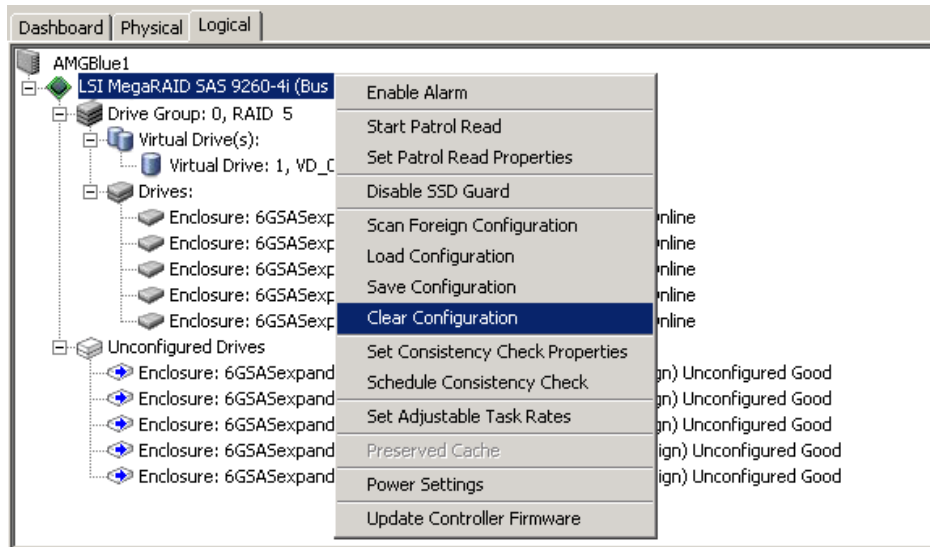 Dashboard Physical Logical
AMGBlue1
LSI MegaRAID SAS 9260-4i (Bus
Drive Group: 0, RAID 5
Virtual Drive(s):
Virtual Drive: 1, VD_
Drives:
Enclosure: 6GSASexp nline
Enclosure: 6GSASexp nline
Enclosure: 6GSASexp nline
Enclosure: 6GSASexp nline
Enclosure: 6GSASexp nline
Unconfigured Drives
Enclosure: 6GSASexpand gn) Unconfigured Good
Enclosure: 6GSASexpand gn) Unconfigured Good
Enclosure: 6GSASexpand gn) Unconfigured Good
Enclosure: 6GSASexpand ign) Unconfigured Good
Enclosure: 6GSASexpand ign) Unconfigured Good
Enable Alarm
Start Patrol Read
Set Patrol Read Properties
Disable SSD Guard
Scan Foreign Configuration
Load Configuration
Save Configuration
Clear Configuration
Set Consistency Check Properties
Schedule Consistency Check
Set Adjustable Task Rates
Preserved Cache
Power Settings
Update Controller Firmware